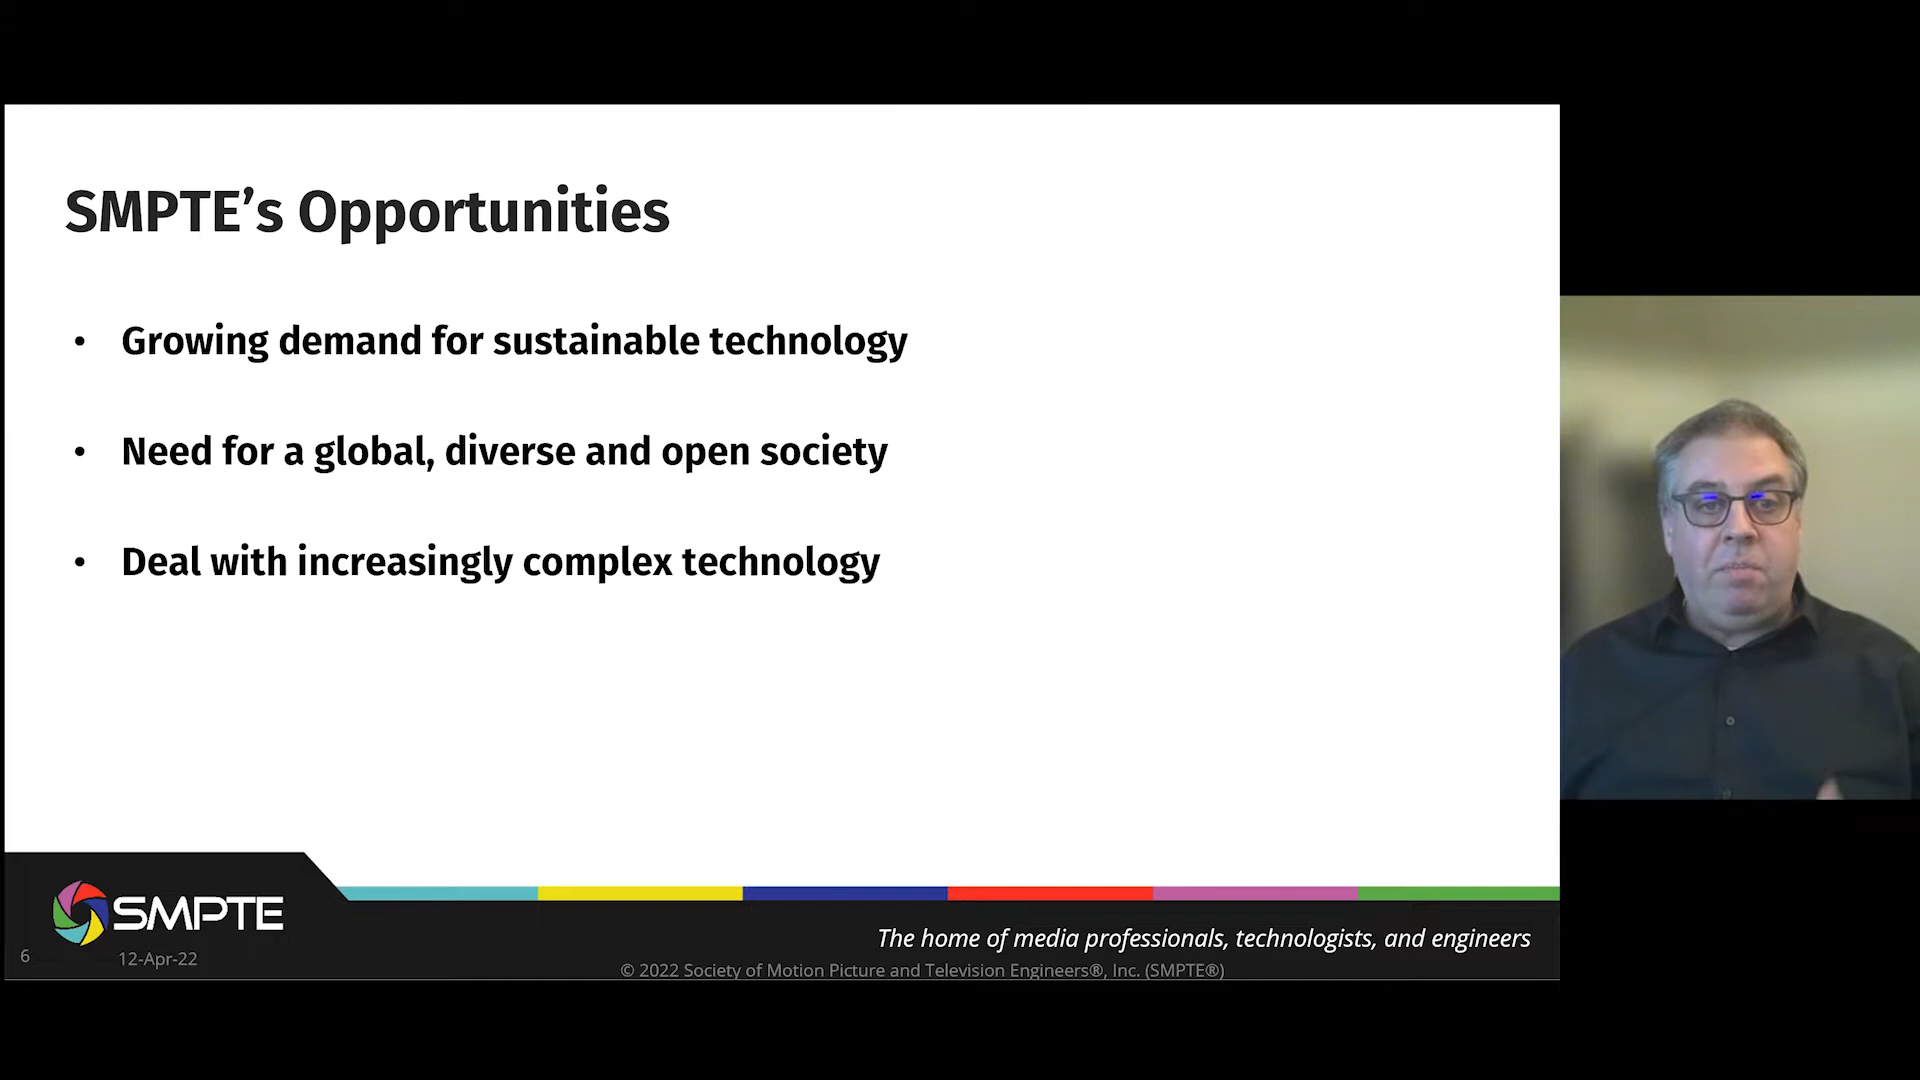 SMPTE’s Opportunities
• Growing demand for sustainable technology
• Need for a global, diverse and open society
• Deal with increasingly complex technology
SMPTE
The home of media professionals, technologists, and engineers
6
12-Apr-22
© 2022 Society of Motion Picture and Television Engineers®, Inc. (SMPTE®)